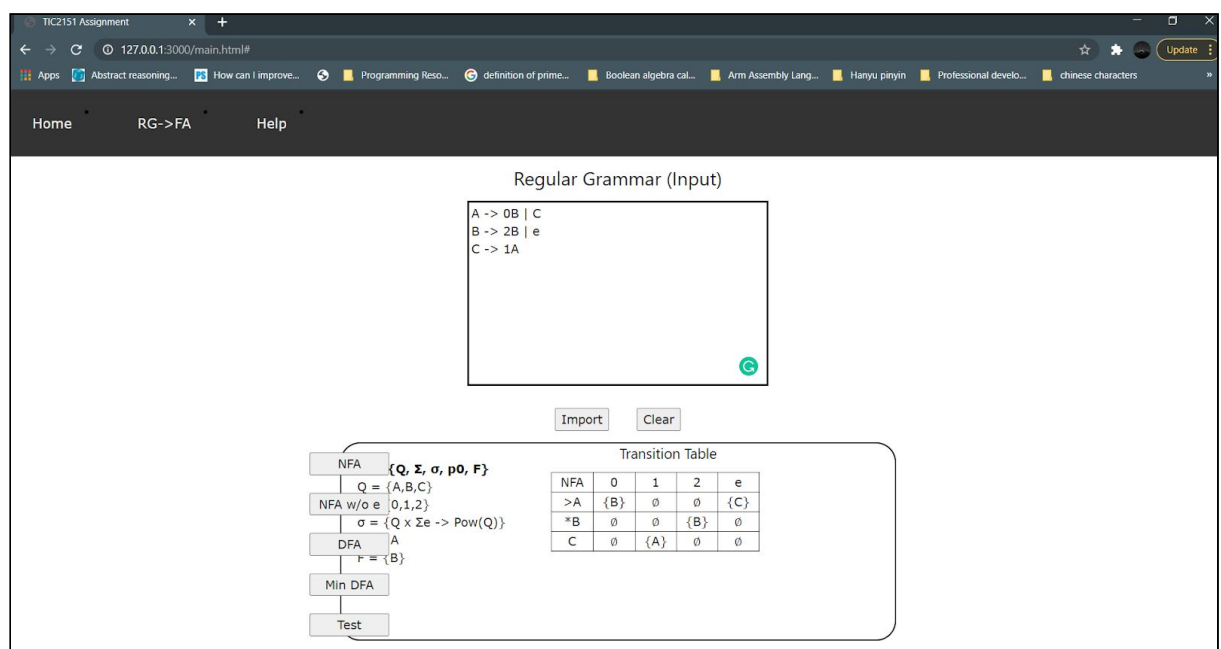 TIC2151 Assignment
127.0.0.1:3000/main.html#
Update
Apps Abstract reasoning... PS How can I improve... Programming Reso... G definition of prime... Boolean algebra cal... Arm Assembly Lang... Hanyu pinyin Professional develo... chinese characters »
Home RG->FA Help
Regular Grammar (Input)
A -> 0B | C
B -> 2B | e
C -> 1A
Import Clear
Transition Table
NFA {Q, Σ, σ, p0, F}
Q = {A,B,C}
NFA w/o e 0,1,2}
σ = {Q x Σe -> Pow(Q)}
DFA A
F = {B}
Min DFA
Test
NFA 0 1 2 e
>A {B} ∅ ∅ {C}
*B ∅ ∅ {B} ∅
C ∅ {A} ∅ ∅